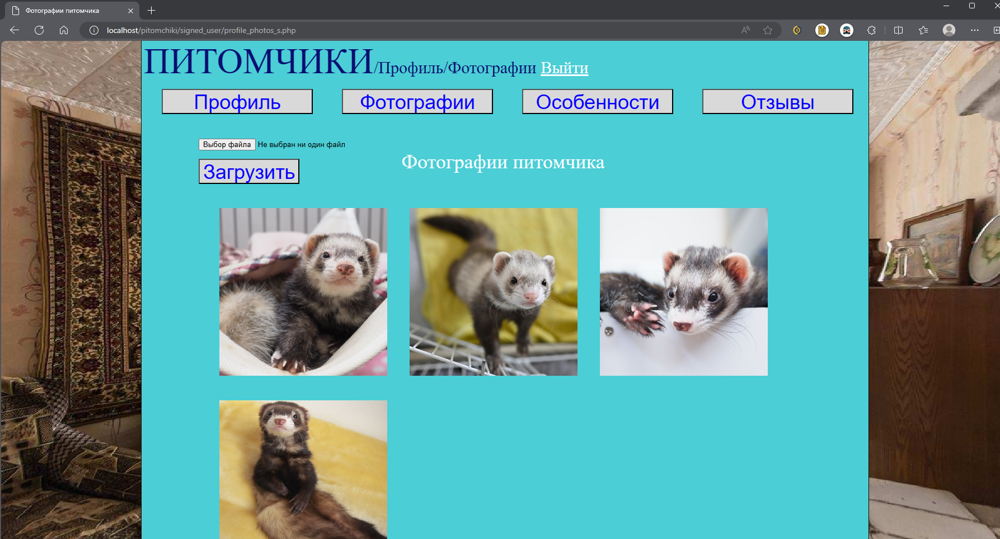 Фотографии питомчика
localhost/pitomchiki/signed_user/profile_photos_s.php
ПИТОМЧИКИ/Профиль/Фотографии Выйти
Профиль Фотографии Особенности Отзывы
Выбор файла Не выбран ни один файл
Загрузить
Фотографии питомчика